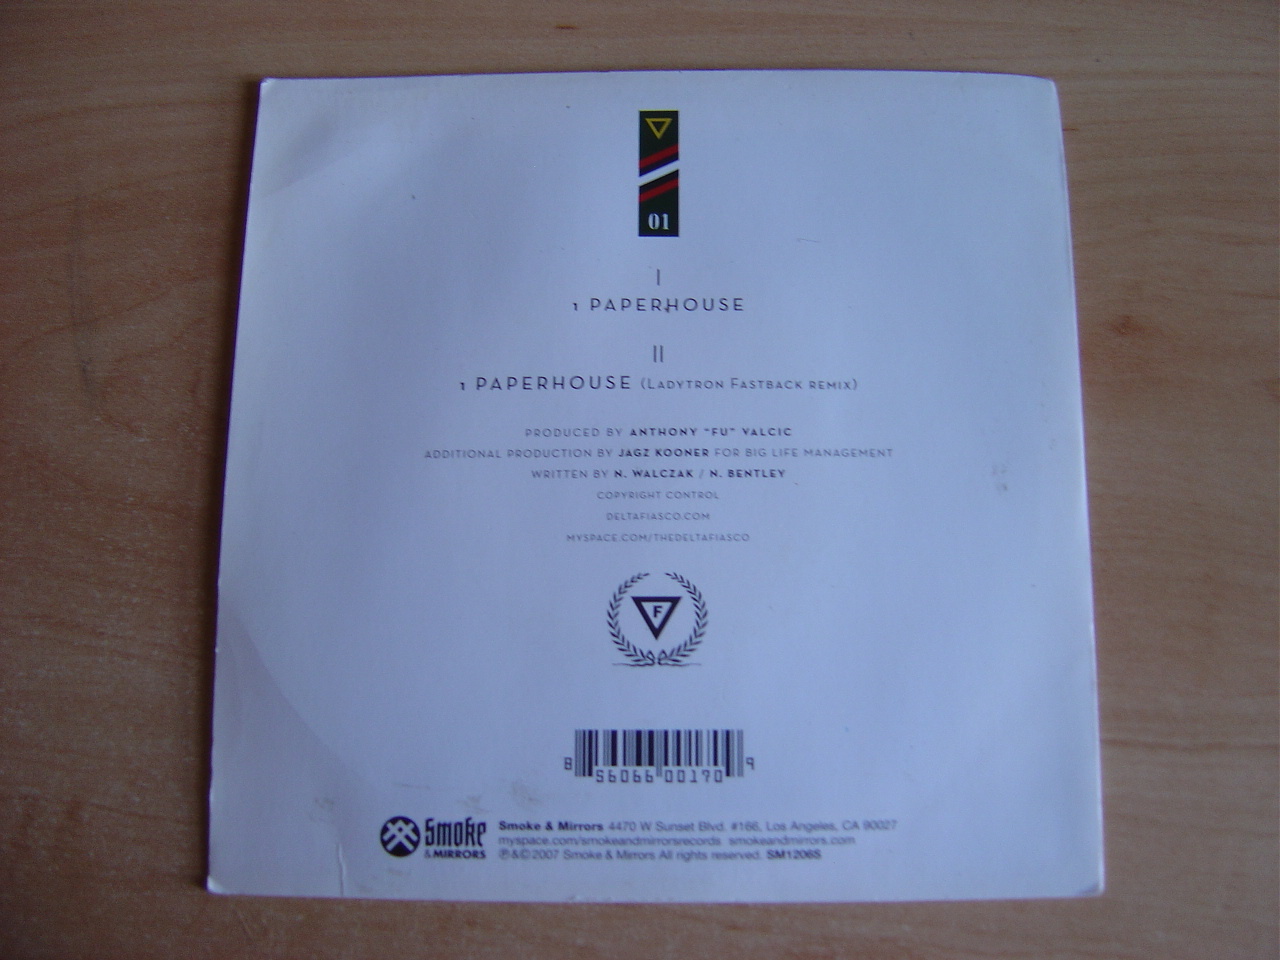 01
I
1 PAPERHOUSE
II
1 PAPERHOUSE (LADYTRON FASTBACK REMIX)
PRODUCED BY ANTHONY "FU" VALCIC
ADDITIONAL PRODUCTION BY JAGZ KOONER FOR BIG LIFE MANAGEMENT
WRITTEN BY N. WALCZAK / N. BENTLEY
COPYRIGHT CONTROL
DELTAFIASCO.COM
MYSPACE.COM/THEDELTAFIASCO
F
8 56066 00190 9
Smoke & MIRRORS
Smoke & Mirrors 4470 W Sunset Blvd. #166, Los Angeles, CA 90027
myspace.com/smokeandmirrorsrecords smokeandmirrors.com
℗&©2007 Smoke & Mirrors All rights reserved. SM1206S